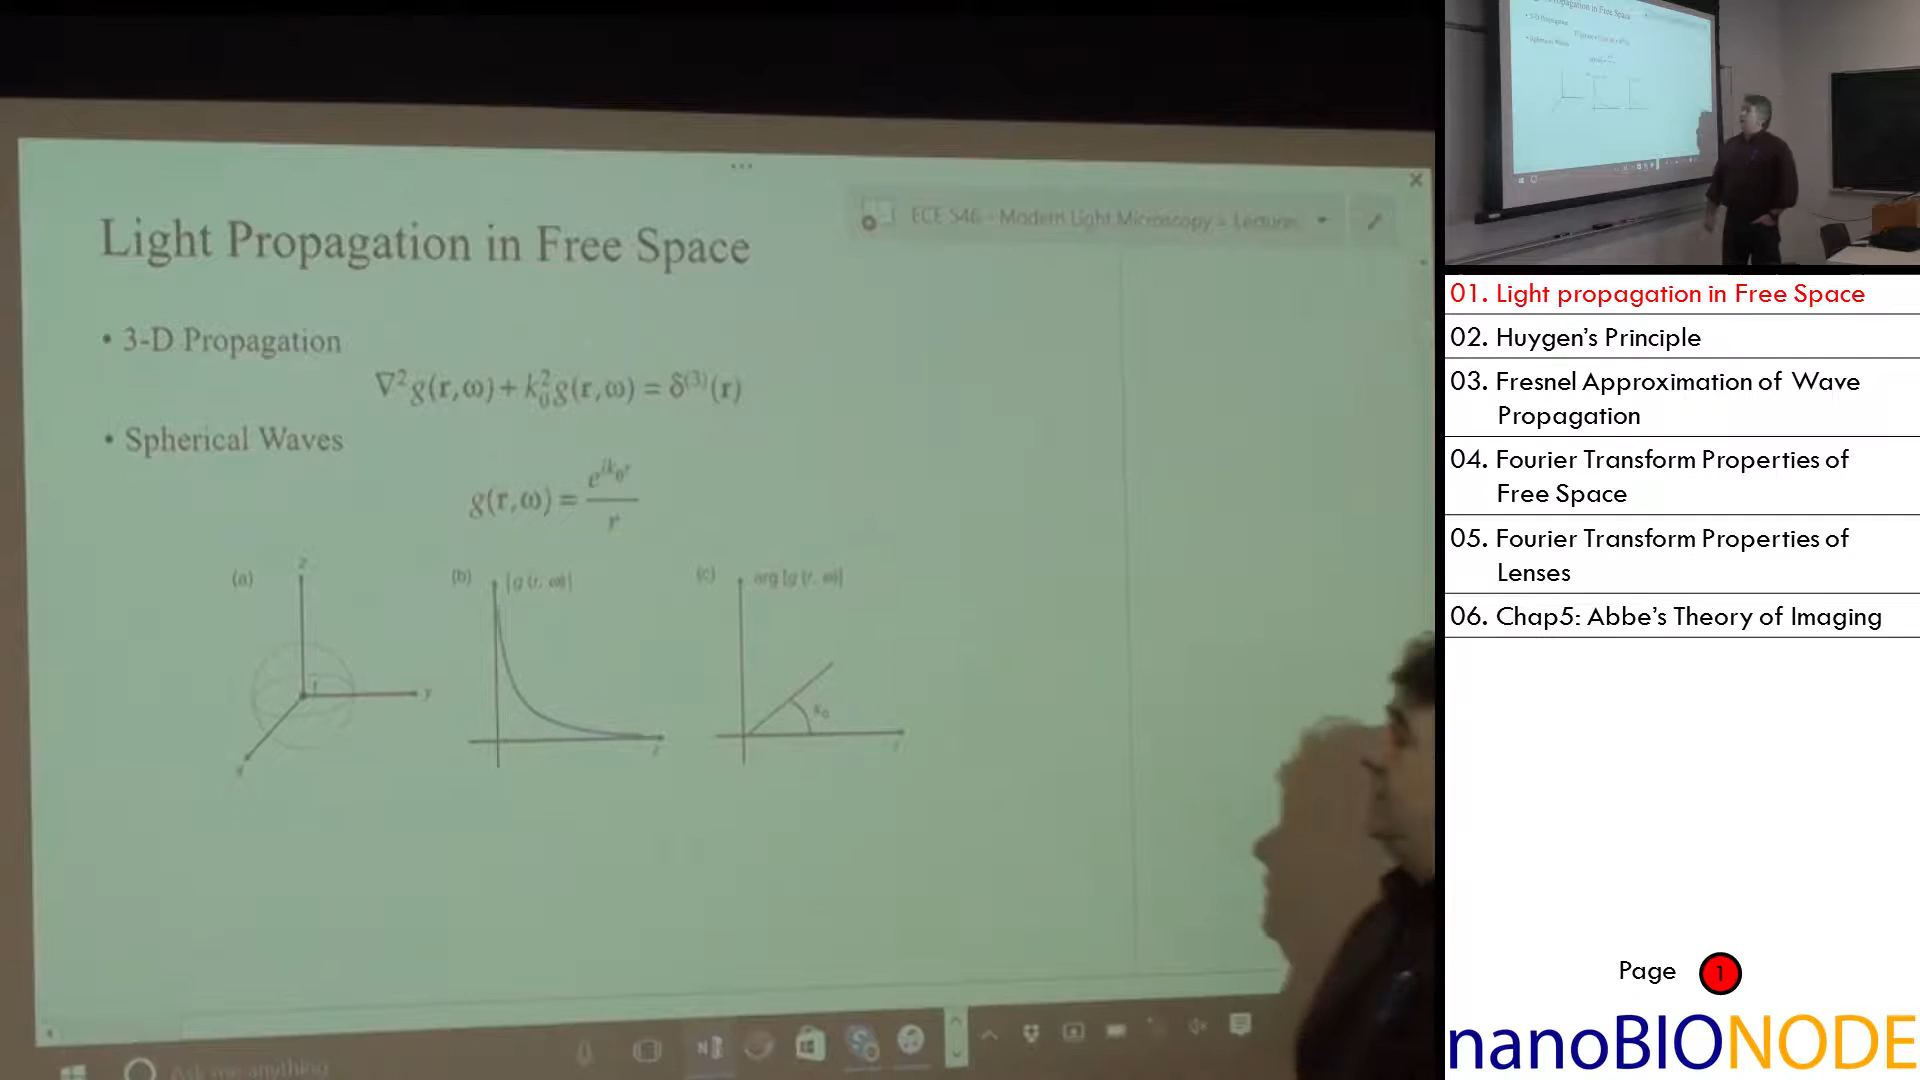 Light Propagation in Free Space
ECE 546 - Modern Light Microscopy - Lecture
• 3-D Propagation
∇²g(r,ω) + k₀²g(r,ω) = δ⁽³⁾(r)
• Spherical Waves
g(r,ω) = e^{ik₀r} / r
(a) z y x r
(b) |g (r, ω)| r
(c) arg [g (r, ω)] k₀ r
Ask me anything
01. Light propagation in Free Space
02. Huygen's Principle
03. Fresnel Approximation of Wave
Propagation
04. Fourier Transform Properties of
Free Space
05. Fourier Transform Properties of
Lenses
06. Chap5: Abbe's Theory of Imaging
Page 1
nanoBIONODE